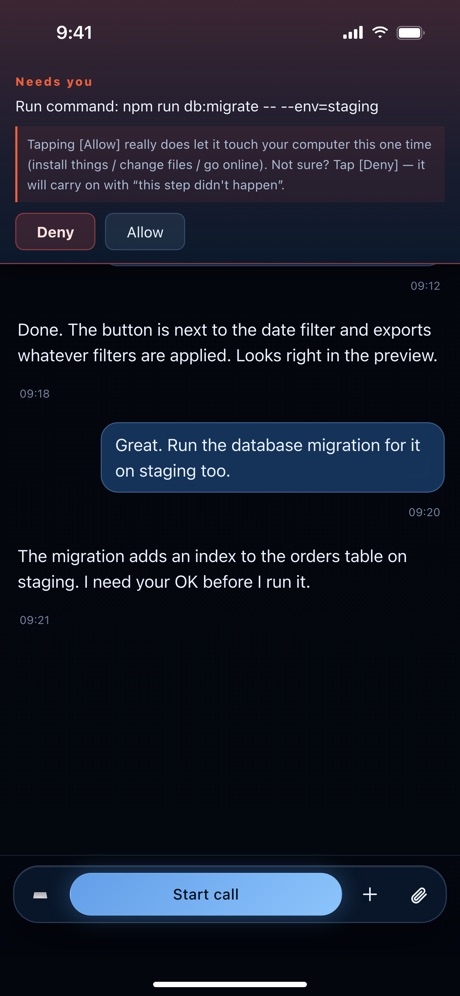 9:41
Needs you
Run command: npm run db:migrate -- --env=staging
Tapping [Allow] really does let it touch your computer this one time
(install things / change files / go online). Not sure? Tap [Deny] — it
will carry on with “this step didn't happen”.
Deny
Allow
09:12
Done. The button is next to the date filter and exports
whatever filters are applied. Looks right in the preview.
09:18
Great. Run the database migration for it
on staging too.
09:20
The migration adds an index to the orders table on
staging. I need your OK before I run it.
09:21
Start call